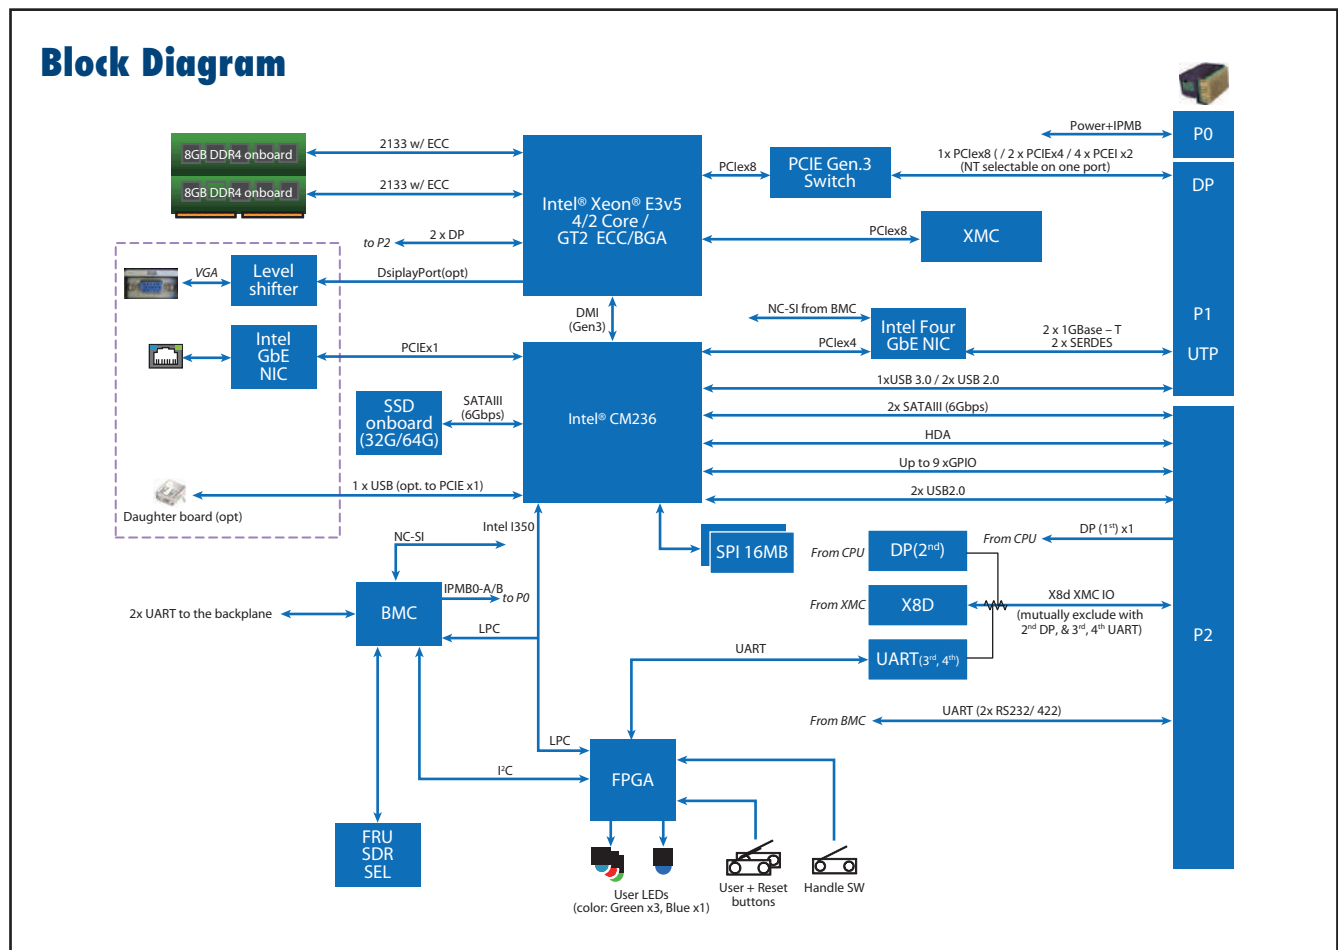 Block Diagram
8GB DDR4 onboard
2133 w/ ECC
8GB DDR4 onboard
2133 w/ ECC
to P2
2 x DP
DsiplayPort(opt)
VGA
Level
shifter
Intel
GbE
NIC
PCIEx1
SSD
onboard
(32G/64G)
SATAIII
(6Gbps)
1 x USB (opt. to PCIE x1)
Daughter board (opt)
Intel® Xeon® E3v5
4/2 Core /
GT2 ECC/BGA
DMI
(Gen3)
Intel® CM236
PCIex8
PCIE Gen.3
Switch
Power+IPMB
1x PCIex8 ( / 2 x PCIEx4 / 4 x PCEI x2
(NT selectable on one port)
PCIex8
XMC
NC-SI from BMC
PCIex4
Intel Four
GbE NIC
2 x 1GBase – T
2 x SERDES
1xUSB 3.0 / 2x USB 2.0
2x SATAIII (6Gbps)
HDA
Up to 9 xGPIO
2x USB2.0
P0
DP
P1
UTP
P2
SPI 16MB
From CPU
DP (1st) x1
From CPU
DP(2nd)
From XMC
X8D
X8d XMC IO
(mutually exclude with
2nd DP, & 3rd, 4th UART)
UART(3rd, 4th)
UART
From BMC
UART (2x RS232/ 422)
Intel I350
NC-SI
BMC
IPMB0-A/B
to P0
2x UART to the backplane
LPC
LPC
I²C
FPGA
FRU
SDR
SEL
User LEDs
(color: Green x3, Blue x1)
User + Reset
buttons
Handle SW